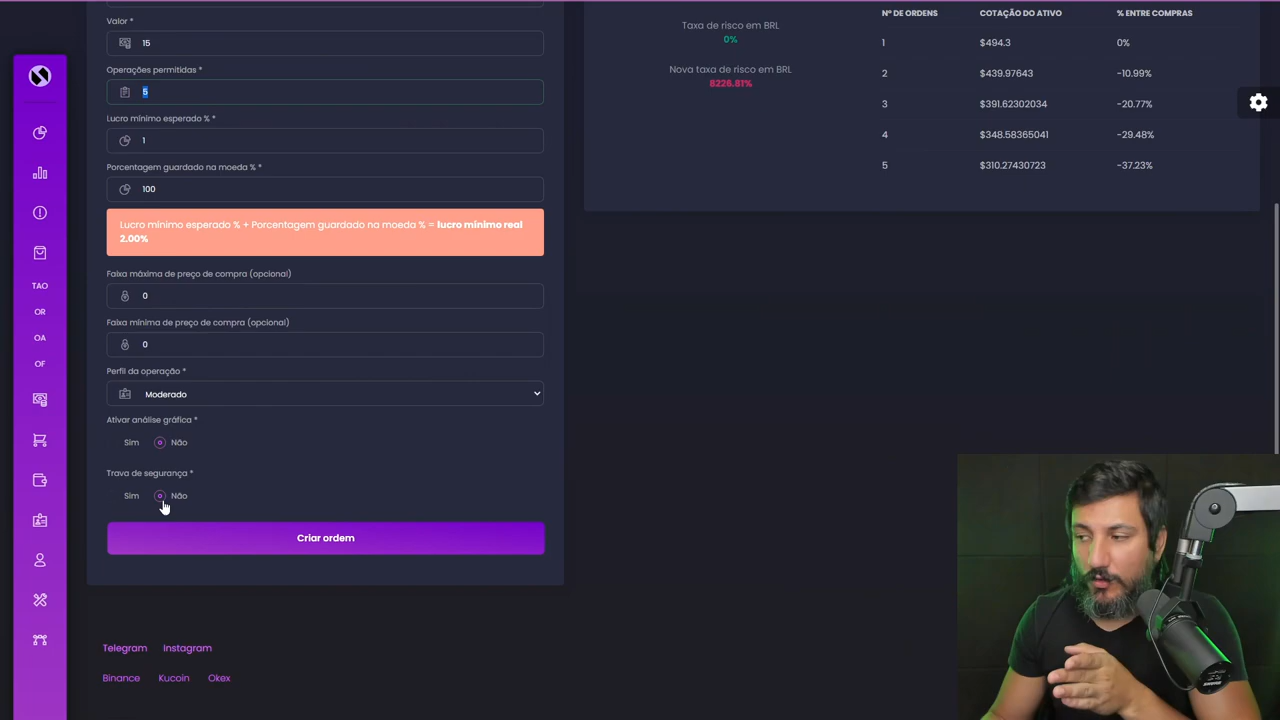 Valor *
15
Operações permitidas *
5
Lucro mínimo esperado % *
1
Porcentagem guardado na moeda % *
100
Lucro mínimo esperado % + Porcentagem guardado na moeda % = lucro mínimo real
2.00%
Faixa máxima de preço de compra (opcional)
0
Faixa mínima de preço de compra (opcional)
0
Perfil da operação *
Moderado
Ativar análise gráfica *
Sim Não
Trava de segurança *
Sim Não
Criar ordem
Telegram Instagram
Binance Kucoin Okex
TAO
OR
OA
OF
Taxa de risco em BRL
0%
Nova taxa de risco em BRL
8226.81%
Nº DE ORDENS COTAÇÃO DO ATIVO % ENTRE COMPRAS
1 $494.3 0%
2 $439.97643 -10.99%
3 $391.62302034 -20.77%
4 $348.58365041 -29.48%
5 $310.27430723 -37.23%
SHURE